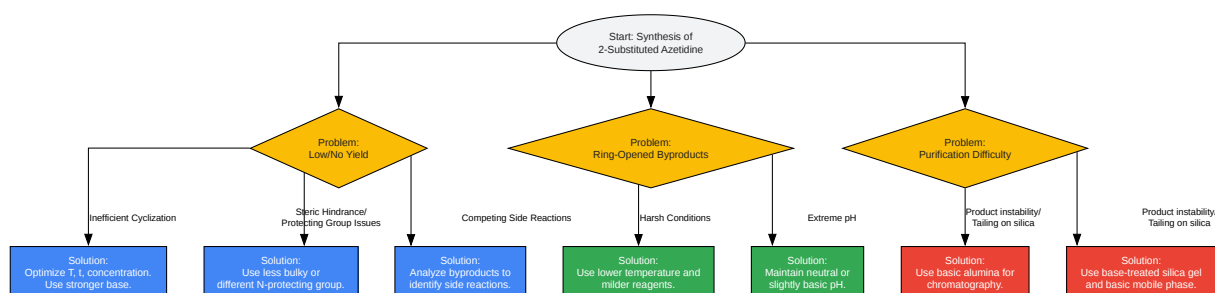 Start: Synthesis of
2-Substituted Azetidine
Problem:
Low/No Yield
Problem:
Ring-Opened Byproducts
Problem:
Purification Difficulty
Inefficient Cyclization
Steric Hindrance/
Protecting Group Issues
Competing Side Reactions
Harsh Conditions
Extreme pH
Product instability/
Tailing on silica
Product instability/
Tailing on silica
Solution:
Optimize T, t, concentration.
Use stronger base.
Solution:
Use less bulky or
different N-protecting group.
Solution:
Analyze byproducts to
identify side reactions.
Solution:
Use lower temperature and
milder reagents.
Solution:
Maintain neutral or
slightly basic pH.
Solution:
Use basic alumina for
chromatography.
Solution:
Use base-treated silica gel
and basic mobile phase.